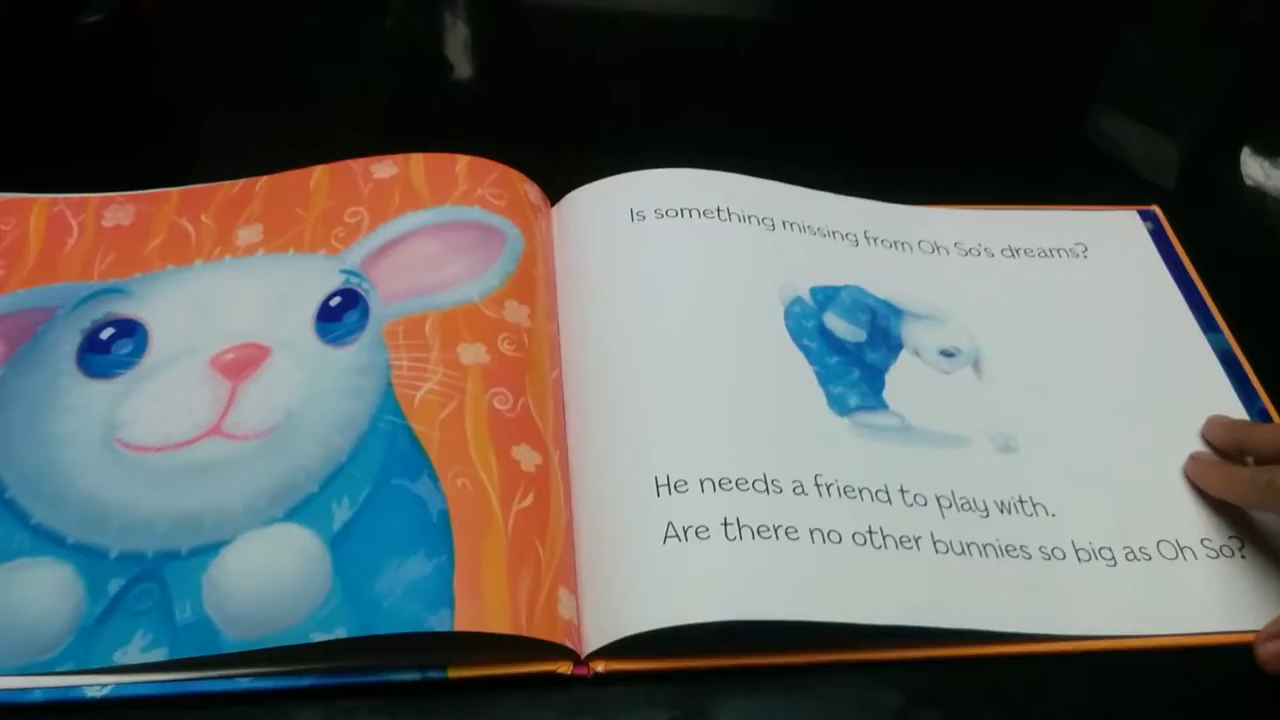 Is something missing from Oh So's dreams?
He needs a friend to play with.
Are there no other bunnies so big as Oh So?